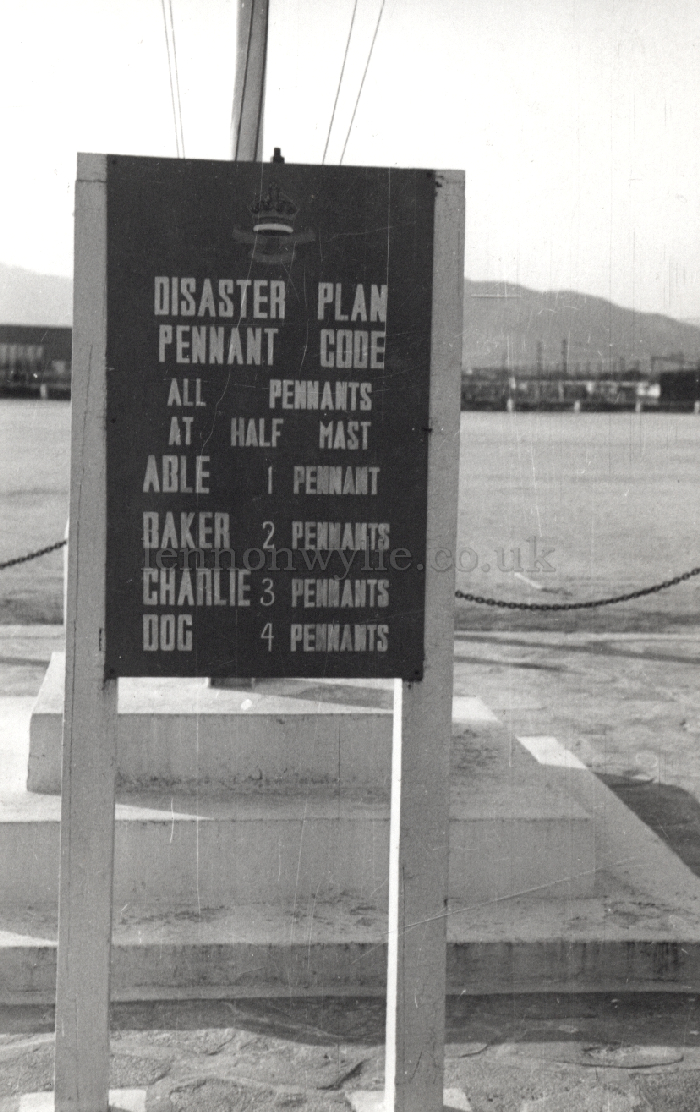 DISASTER PLAN
PENNANT CODE
ALL PENNANTS
AT HALF MAST
ABLE 1 PENNANT
BAKER 2 PENNANTS
lennonwylie.co.uk
CHARLIE 3 PENNANTS
DOG 4 PENNANTS